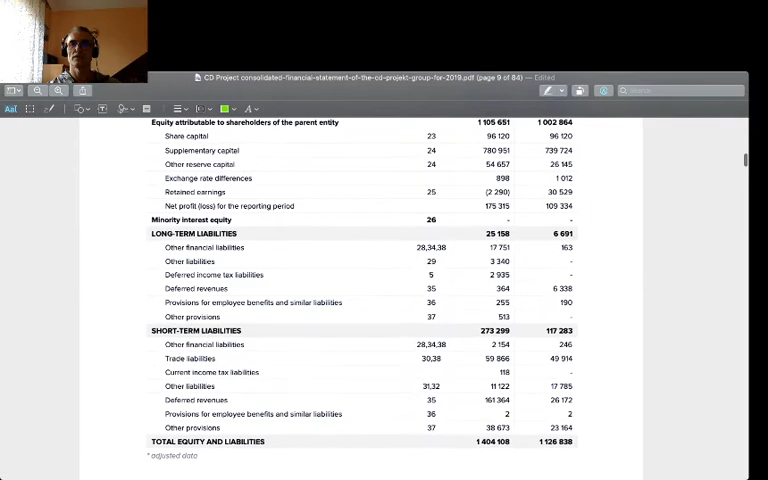 CD Project consolidated-financial-statement-of-the-cd-projekt-group-for-2019.pdf (page 9 of 84) — Edited
Search
Equity attributable to shareholders of the parent entity 1 105 651 1 002 864
Share capital 23 96 120 96 120
Supplementary capital 24 780 951 739 724
Other reserve capital 24 54 657 26 145
Exchange rate differences 898 1 012
Retained earnings 25 (2 290) 30 529
Net profit (loss) for the reporting period 175 315 109 334
Minority interest equity 26 - -
LONG-TERM LIABILITIES 25 158 6 691
Other financial liabilities 28,34,38 17 751 163
Other liabilities 29 3 340 -
Deferred income tax liabilities 5 2 935 -
Deferred revenues 35 364 6 338
Provisions for employee benefits and similar liabilities 36 255 190
Other provisions 37 513 -
SHORT-TERM LIABILITIES 273 299 117 283
Other financial liabilities 28,34,38 2 154 246
Trade liabilities 30,38 59 866 49 914
Current income tax liabilities 118 -
Other liabilities 31,32 11 122 17 785
Deferred revenues 35 161 364 26 172
Provisions for employee benefits and similar liabilities 36 2 2
Other provisions 37 38 673 23 164
TOTAL EQUITY AND LIABILITIES 1 404 108 1 126 838
* adjusted data